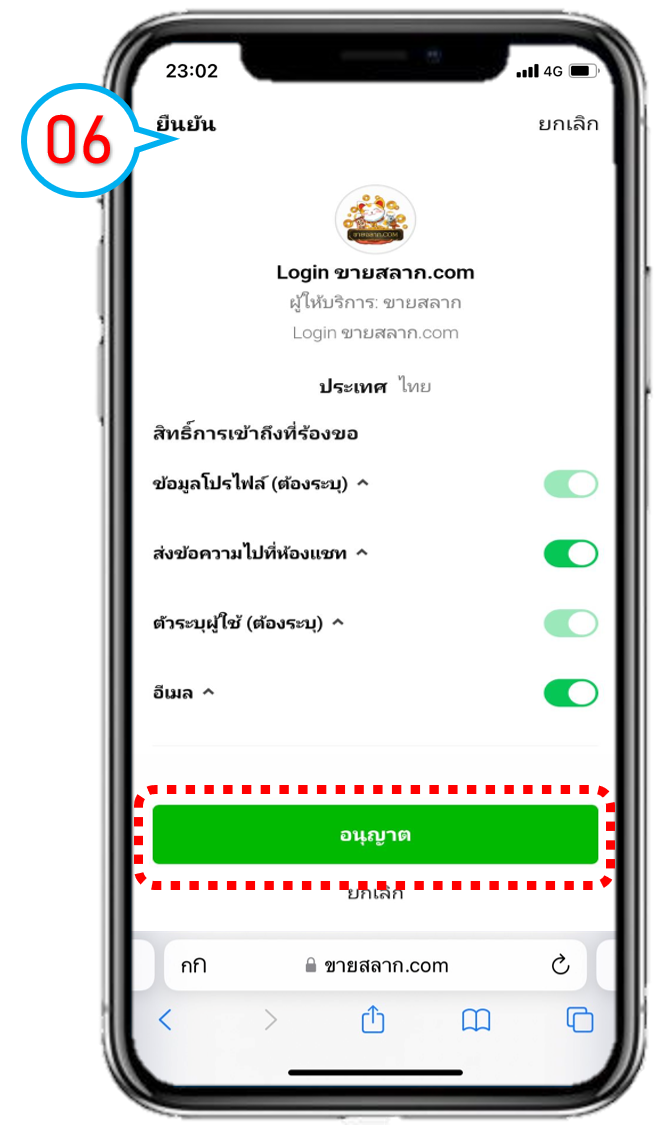 23:02
4G
06
ยืนยัน
ยกเลิก
ขายสลาก.COM
Login ขายสลาก.com
ผู้ให้บริการ: ขายสลาก
Login ขายสลาก.com
ประเทศ ไทย
สิทธิ์การเข้าถึงที่ร้องขอ
ข้อมูลโปรไฟล์ (ต้องระบุ)
ส่งข้อความไปที่ห้องแชท
ตัวระบุผู้ใช้ (ต้องระบุ)
อีเมล
อนุญาต
ยกเลิก
กก ขายสลาก.com